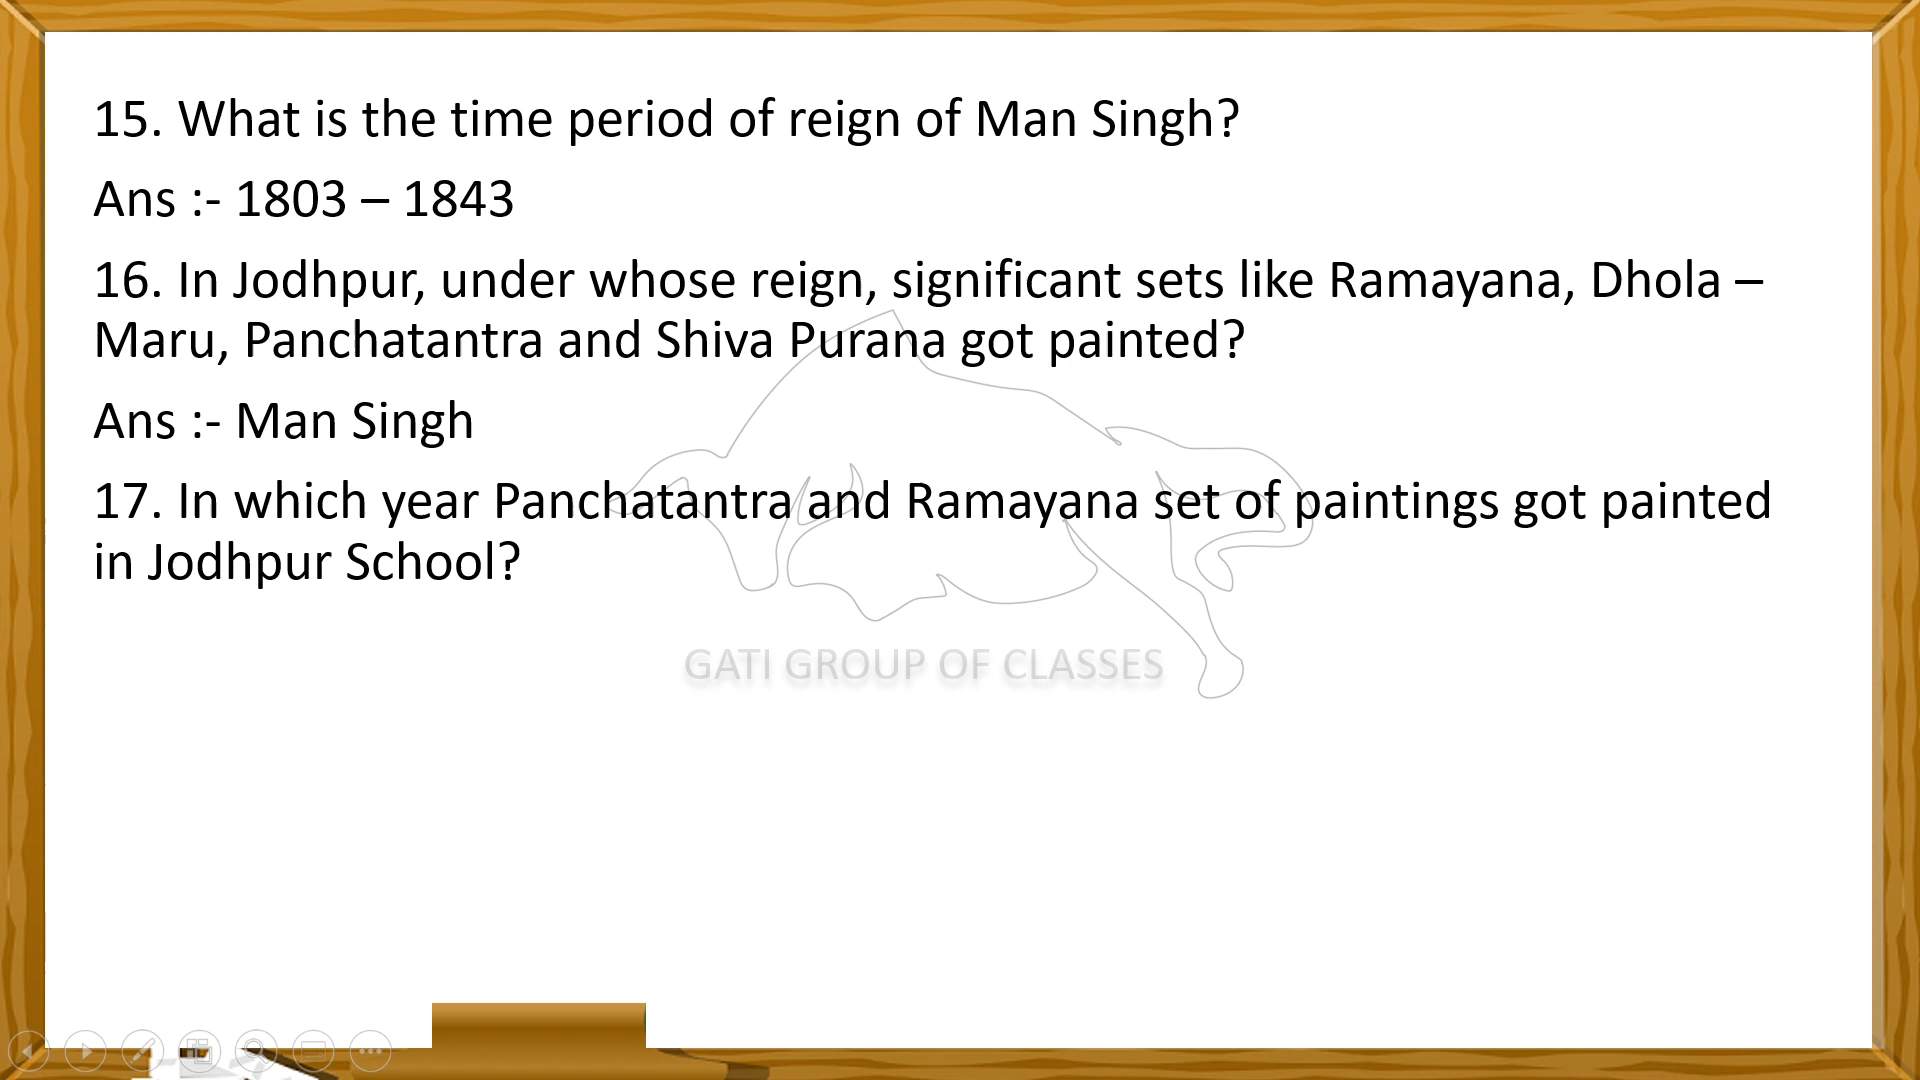 15. What is the time period of reign of Man Singh?
Ans :- 1803 – 1843
16. In Jodhpur, under whose reign, significant sets like Ramayana, Dhola –
Maru, Panchatantra and Shiva Purana got painted?
Ans :- Man Singh
17. In which year Panchatantra and Ramayana set of paintings got painted
in Jodhpur School?
GATI GROUP OF CLASSES